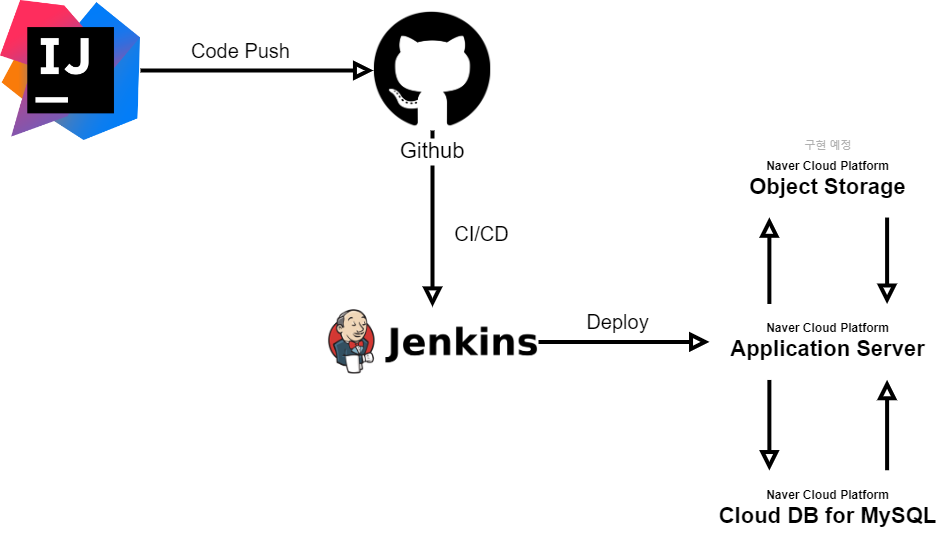 IJ
Code Push
Github
CI/CD
Jenkins
Deploy
구현 예정
Naver Cloud Platform
Object Storage
Naver Cloud Platform
Application Server
Naver Cloud Platform
Cloud DB for MySQL